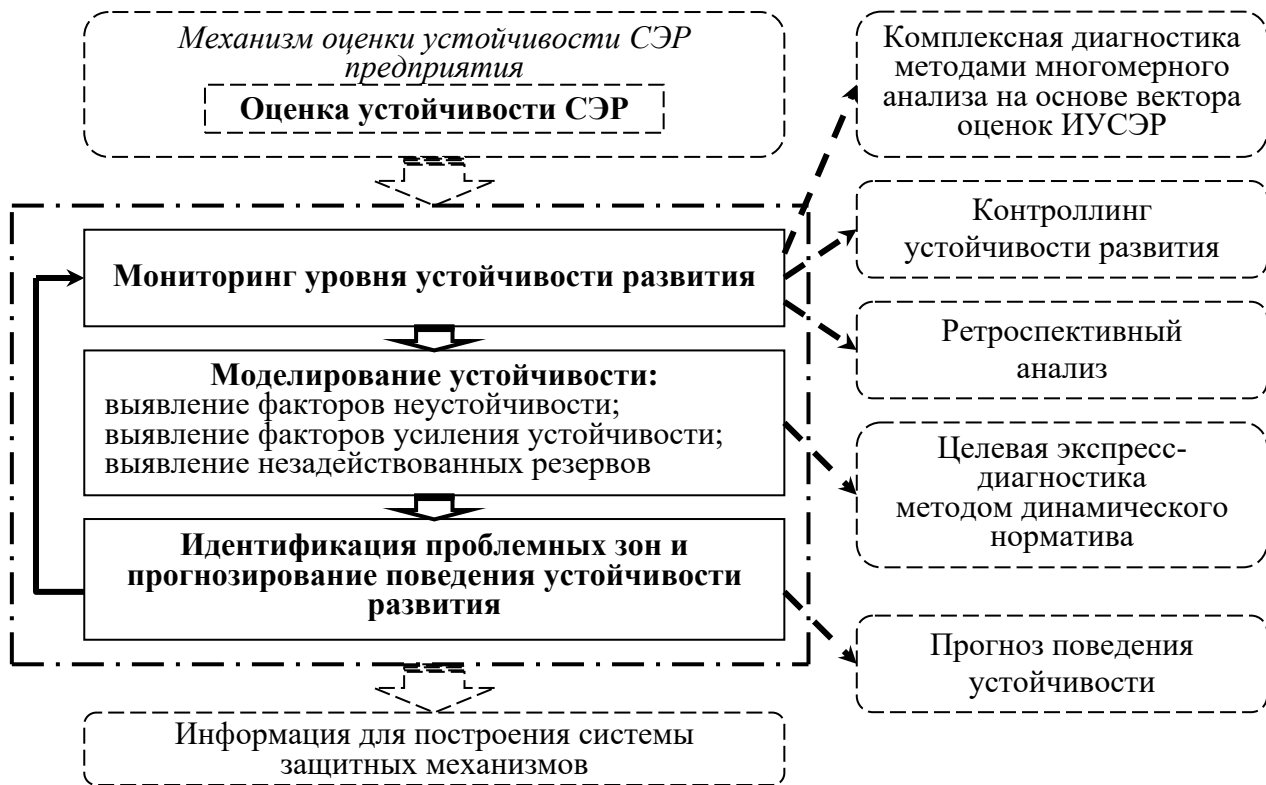 Механизм оценки устойчивости СЭР
предприятия
Оценка устойчивости СЭР
Мониторинг уровня устойчивости развития
Моделирование устойчивости:
выявление факторов неустойчивости;
выявление факторов усиления устойчивости;
выявление незадействованных резервов
Идентификация проблемных зон и
прогнозирование поведения устойчивости
развития
Информация для построения системы
защитных механизмов
Комплексная диагностика
методами многомерного
анализа на основе вектора
оценок ИУСЭР
Контроллинг
устойчивости развития
Ретроспективный
анализ
Целевая экспресс-
диагностика
методом динамического
норматива
Прогноз поведения
устойчивости